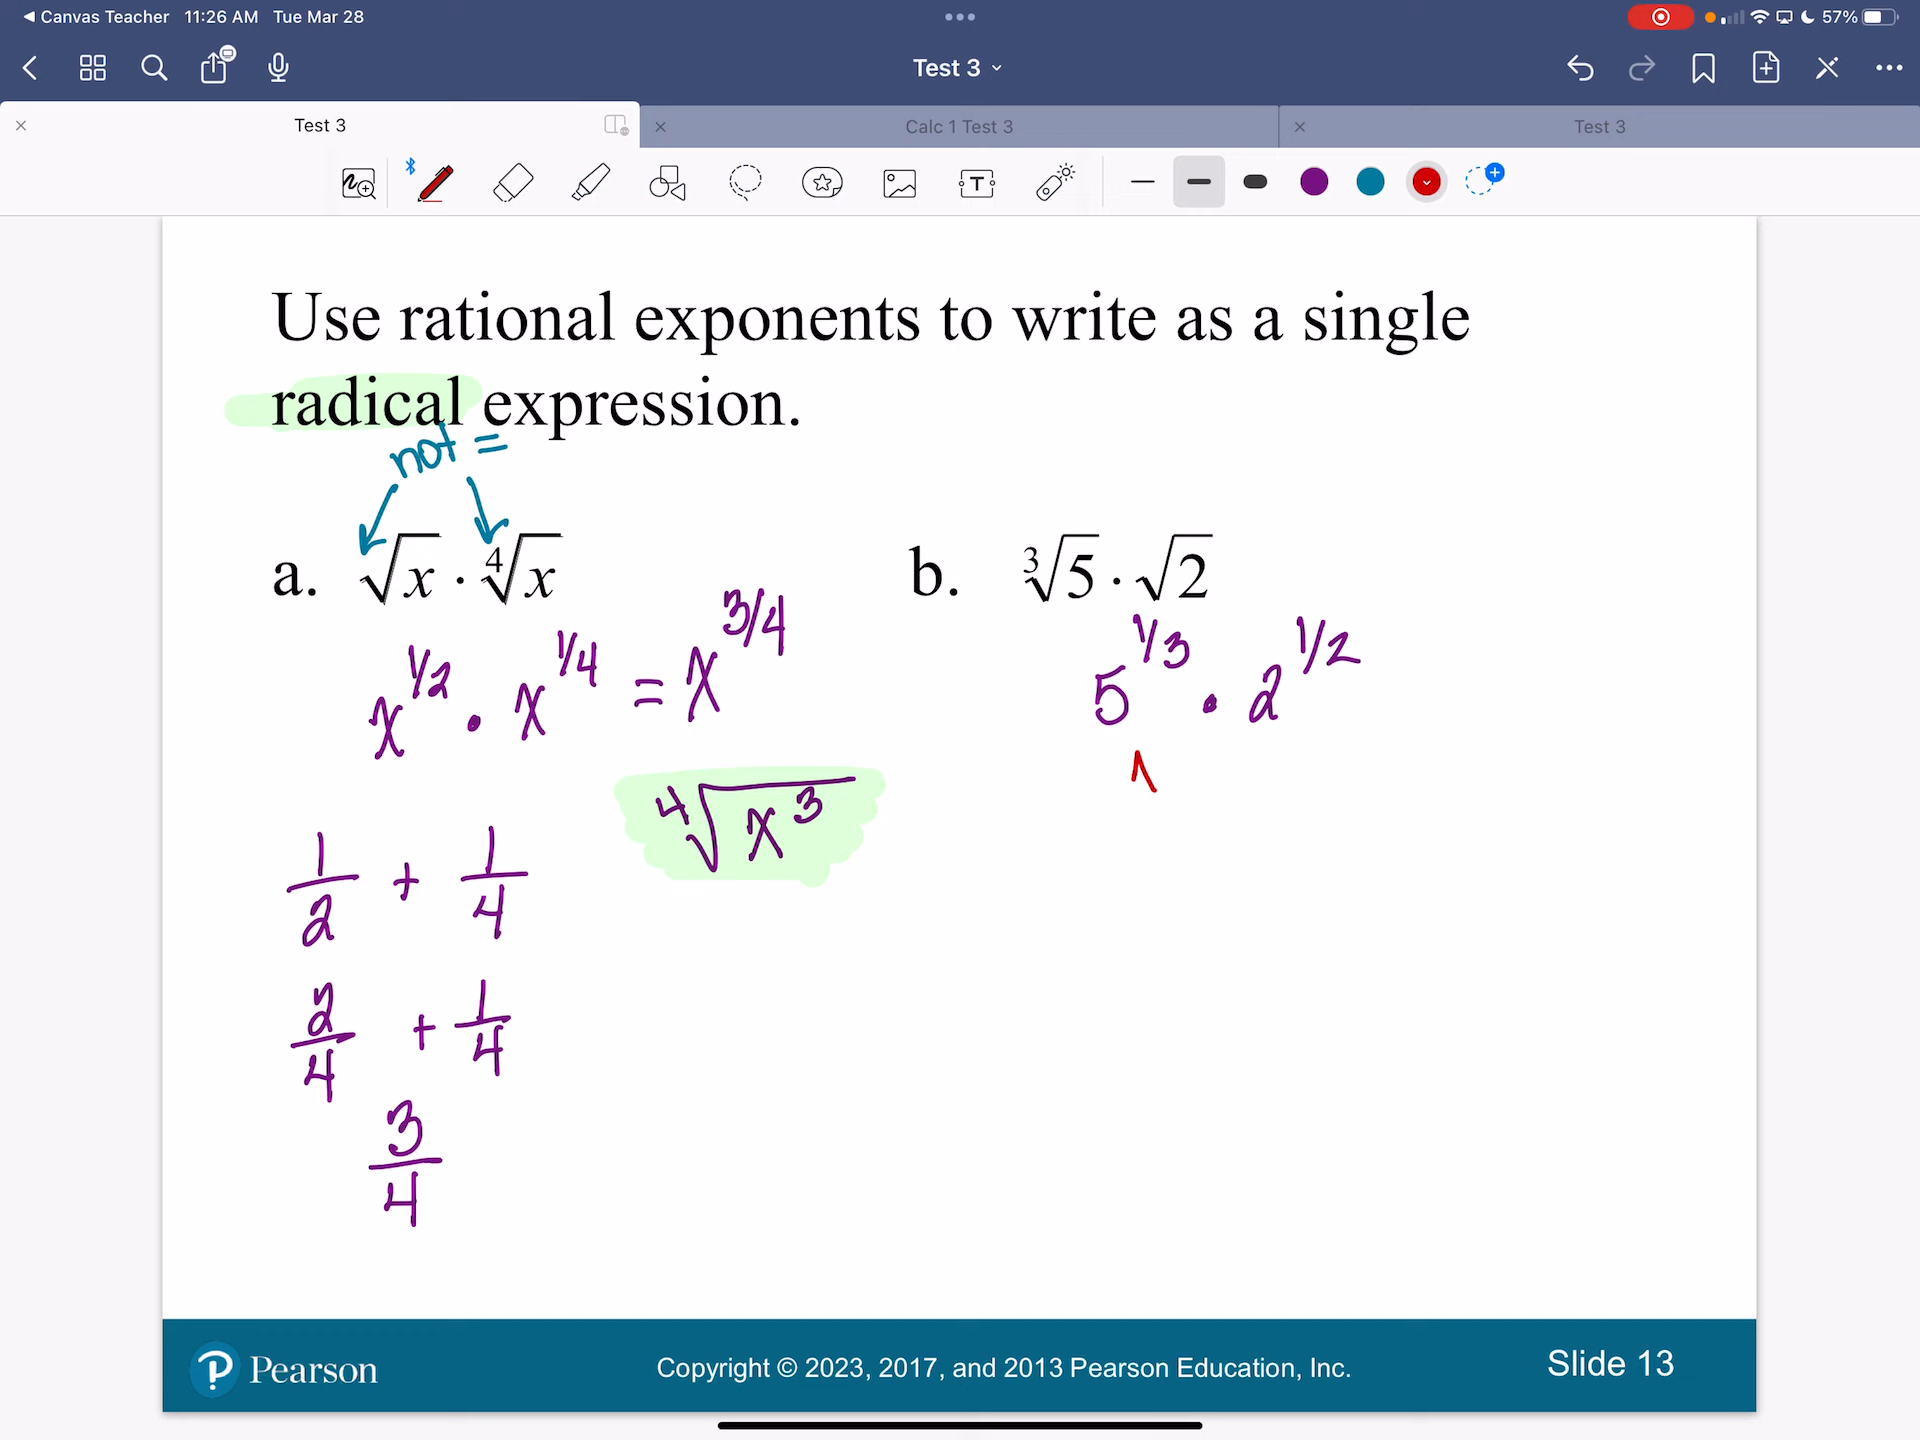 ◀ Canvas Teacher 11:26 AM Tue Mar 28 57%
Test 3
Test 3 Calc 1 Test 3 Test 3
T
Use rational exponents to write as a single
radical expression.
not =
a. √x · ⁴√x b. ³√5 · √2
x^1/2 · x^1/4 = x^3/4 5^1/3 · 2^1/2
⁴√x³
1/2 + 1/4
2/4 + 1/4
3/4
Pearson Copyright © 2023, 2017, and 2013 Pearson Education, Inc. Slide 13